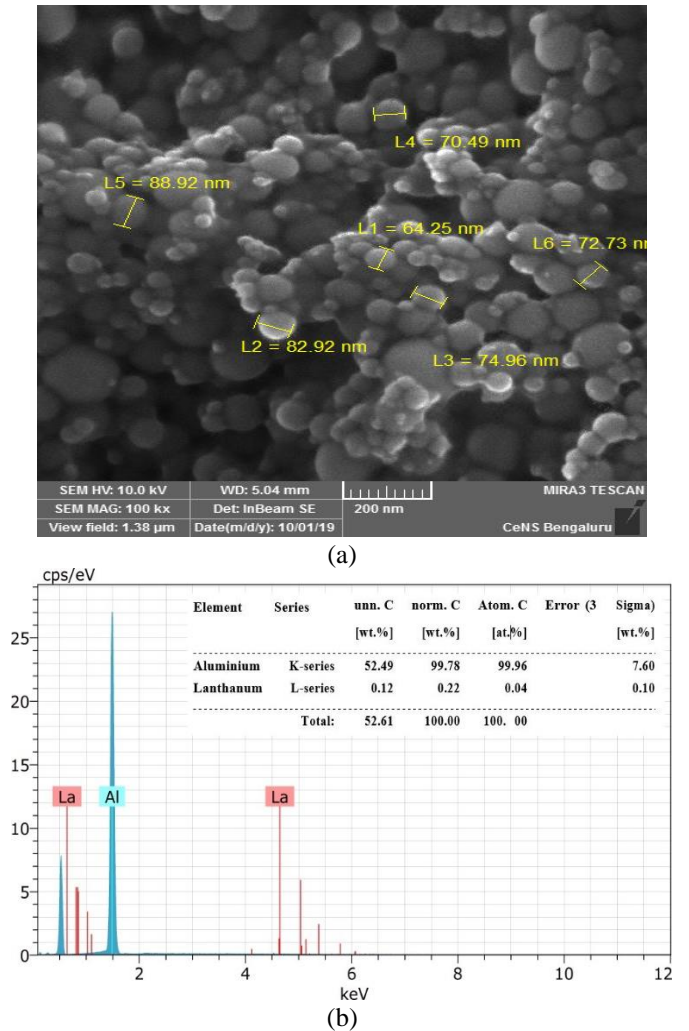 L4 = 70.49 nm
L5 = 88.92 nm
L1 = 64.25 nm
L6 = 72.73 nm
L2 = 82.92 nm
L3 = 74.96 nm
SEM HV: 10.0 kV WD: 5.04 mm MIRA3 TESCAN
SEM MAG: 100 kx Det: InBeam SE 200 nm
View field: 1.38 µm Date(m/d/y): 10/01/19 CeNS Bengaluru
(a)
cps/eV
Element Series unn. C norm. C Atom. C Error (3 Sigma)
[wt.%] [wt.%] [at.%] [wt.%]
Aluminium K-series 52.49 99.78 99.96 7.60
Lanthanum L-series 0.12 0.22 0.04 0.10
Total: 52.61 100.00 100. 00
25
20
15
La Al La
10
5
0
2 4 6 8 10 12
keV
(b)